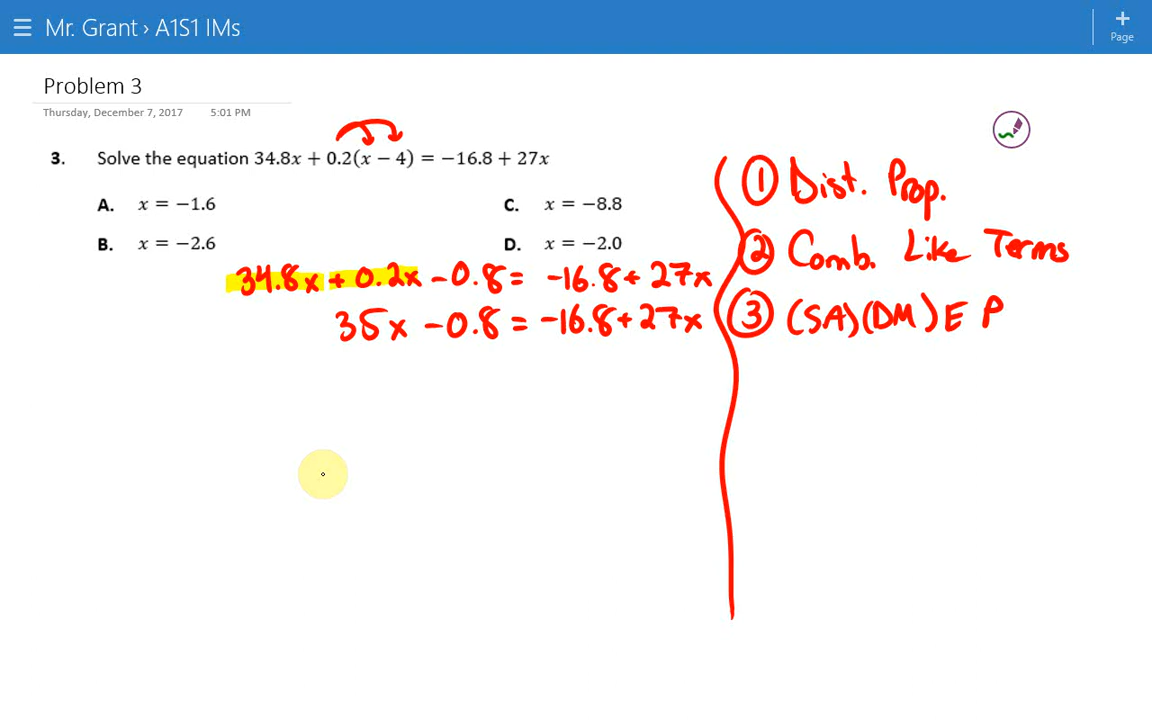 Mr. Grant › A1S1 IMs
+
Page
Problem 3
Thursday, December 7, 2017 5:01 PM
3. Solve the equation 34.8x + 0.2(x − 4) = −16.8 + 27x
A. x = −1.6
C. x = −8.8
B. x = −2.6
D. x = −2.0
34.8x + 0.2x - 0.8 = -16.8 + 27x
35x - 0.8 = -16.8 + 27x
① Dist. Prop.
② Comb. Like Terms
③ (SA)(DM) E P